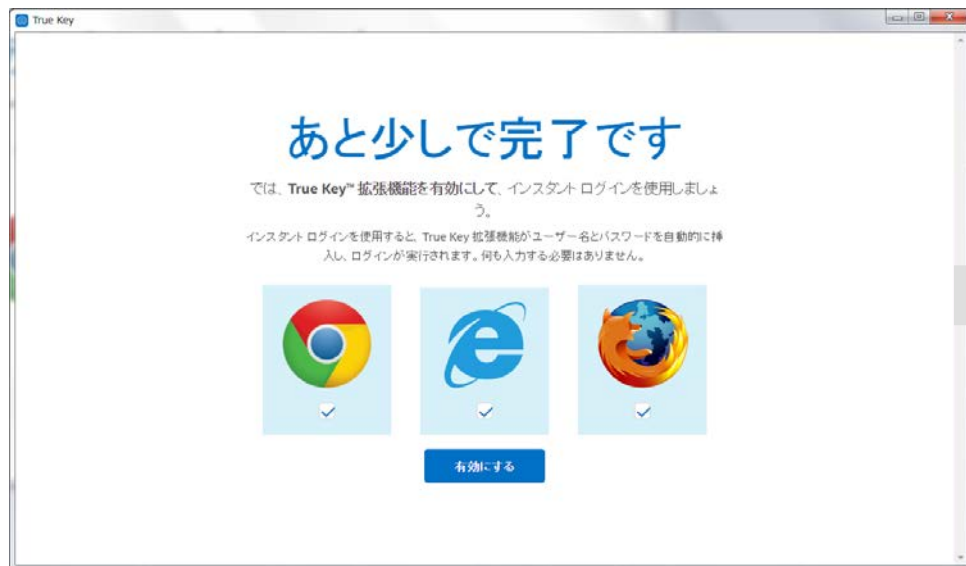 True Key
あと少しで完了です
では、True Key™ 拡張機能を有効にして、インスタント ログインを使用しましょ
う。
インスタント ログインを使用すると、True Key 拡張機能がユーザー名とパスワードを自動的に挿
入し、ログインが実行されます。何も入力する必要はありません。
有効にする